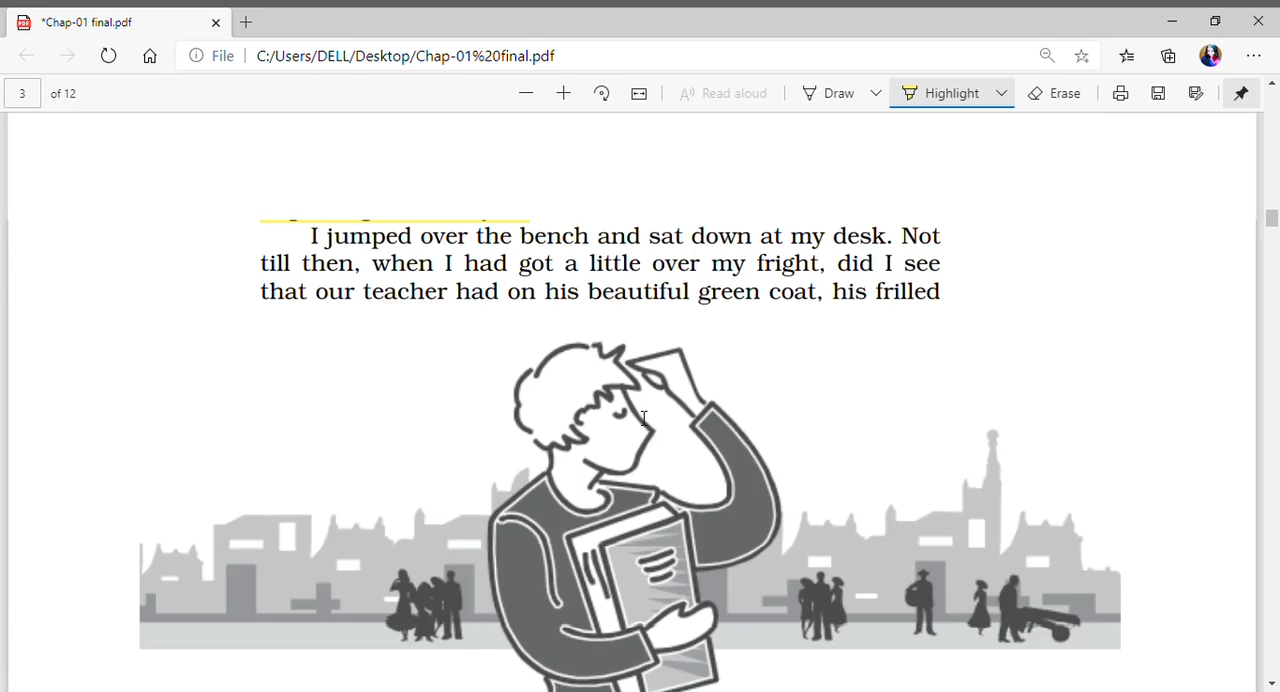 *Chap-01 final.pdf
File C:/Users/DELL/Desktop/Chap-01%20final.pdf
3 of 12 Read aloud Draw Highlight Erase
I jumped over the bench and sat down at my desk. Not
till then, when I had got a little over my fright, did I see
that our teacher had on his beautiful green coat, his frilled